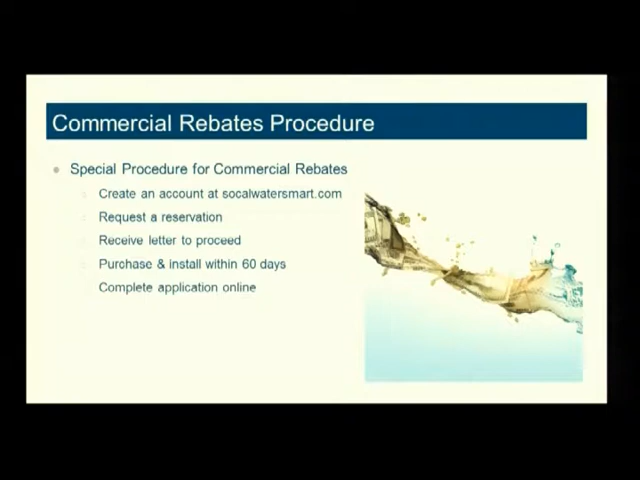 Commercial Rebates Procedure
Special Procedure for Commercial Rebates
Create an account at socalwatersmart.com
Request a reservation
Receive letter to proceed
Purchase & install within 60 days
Complete application online